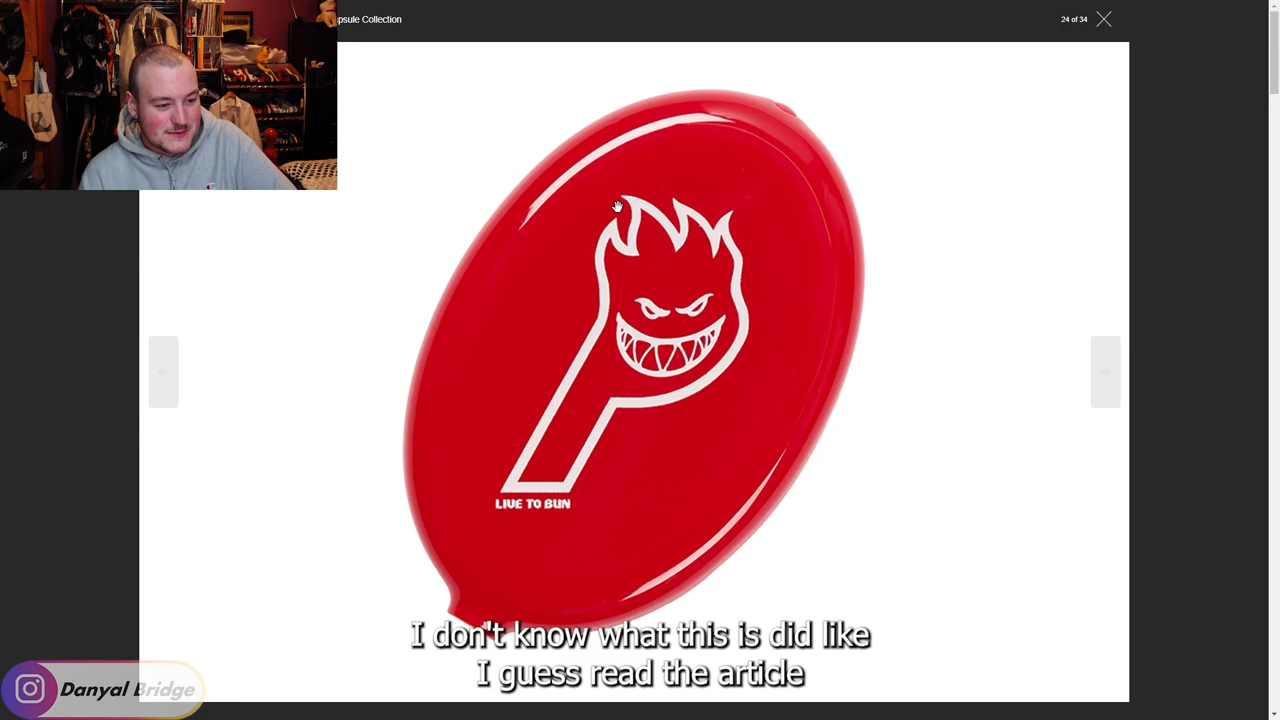 psule Collection
24 of 34
LIVE TO BUN
I don't know what this is did like
I guess read the article
Danyal Bridge